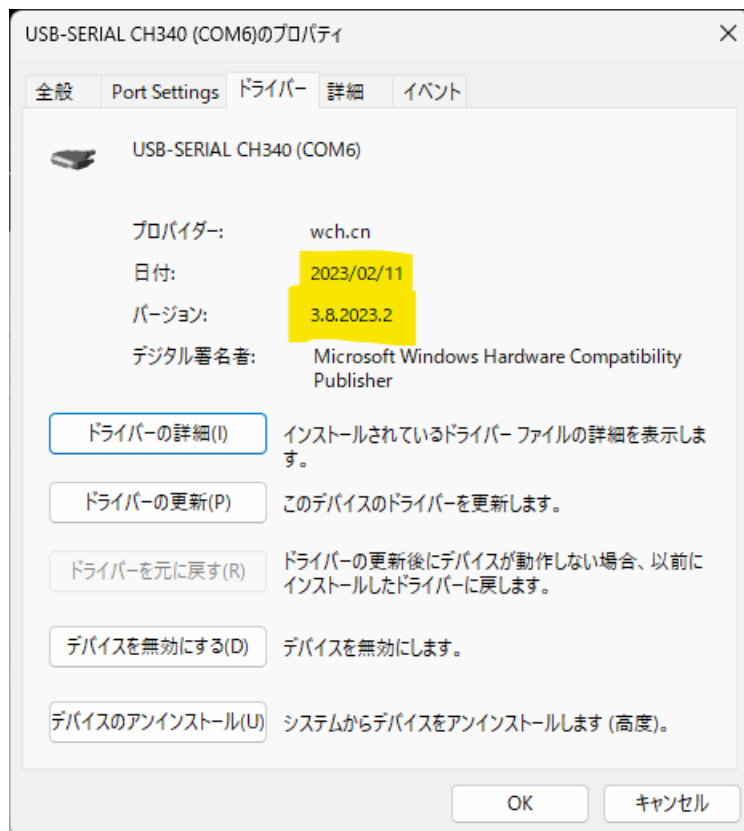 USB-SERIAL CH340 (COM6)のプロパティ
全般 Port Settings ドライバー 詳細 イベント
USB-SERIAL CH340 (COM6)
プロバイダー: wch.cn
日付: 2023/02/11
バージョン: 3.8.2023.2
デジタル署名者: Microsoft Windows Hardware Compatibility
Publisher
ドライバーの詳細(I) インストールされているドライバー ファイルの詳細を表示しま
す。
ドライバーの更新(P) このデバイスのドライバーを更新します。
ドライバーを元に戻す(R) ドライバーの更新後にデバイスが動作しない場合、以前に
インストールしたドライバーに戻します。
デバイスを無効にする(D) デバイスを無効にします。
デバイスのアンインストール(U) システムからデバイスをアンインストールします (高度)。
OK キャンセル